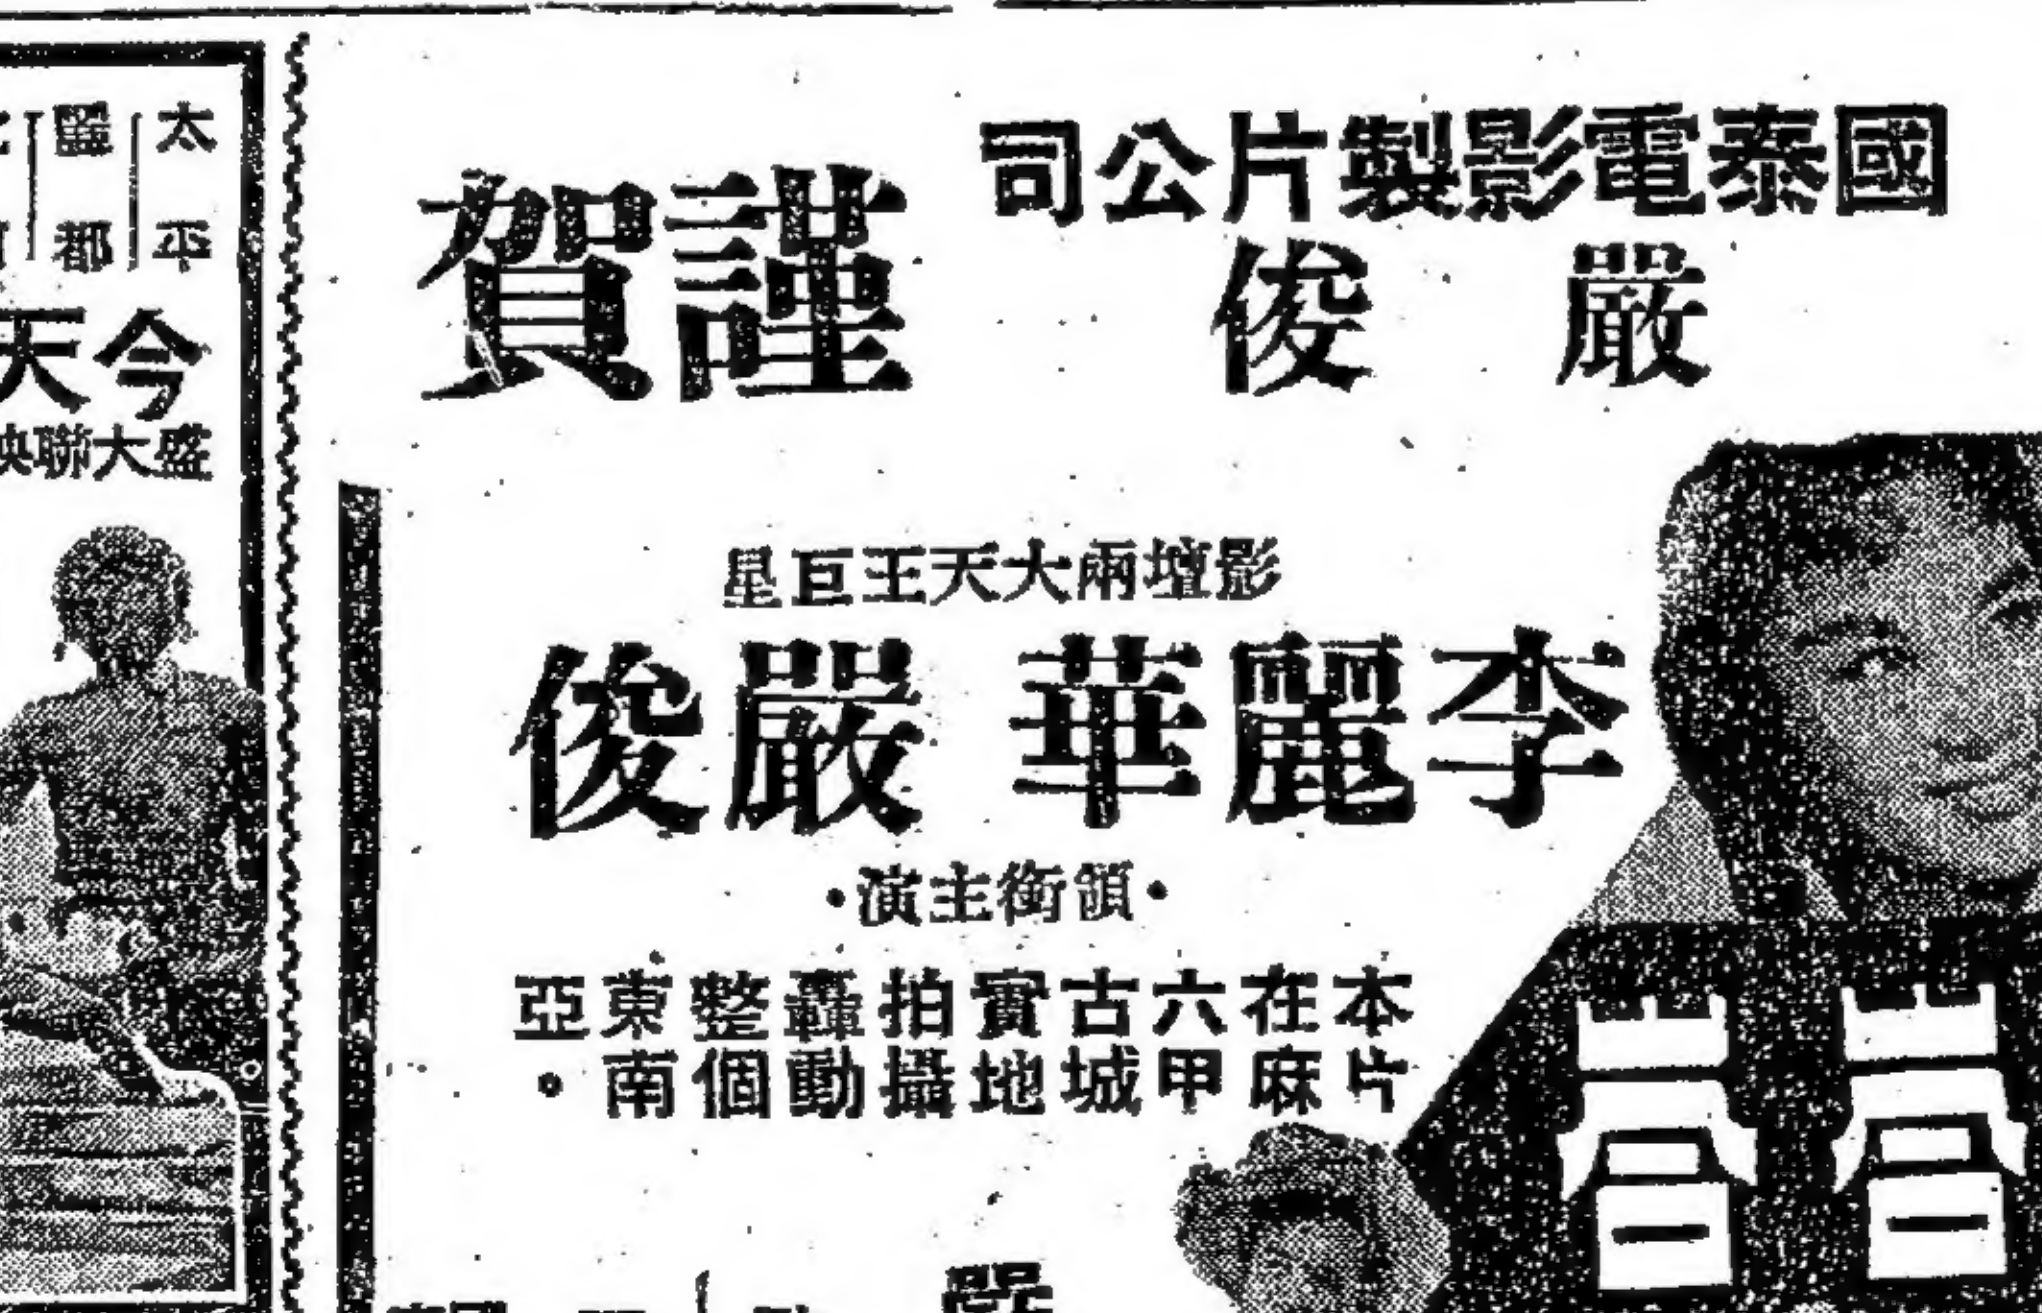 國泰電影製片公司
嚴俊
謹賀
影壇兩大天王巨星
李麗華 嚴俊
·領銜主演·
本片在麻六甲古城實地拍攝轟動整個東南亞。
峇峇
太平
都
今天
盛大聯映